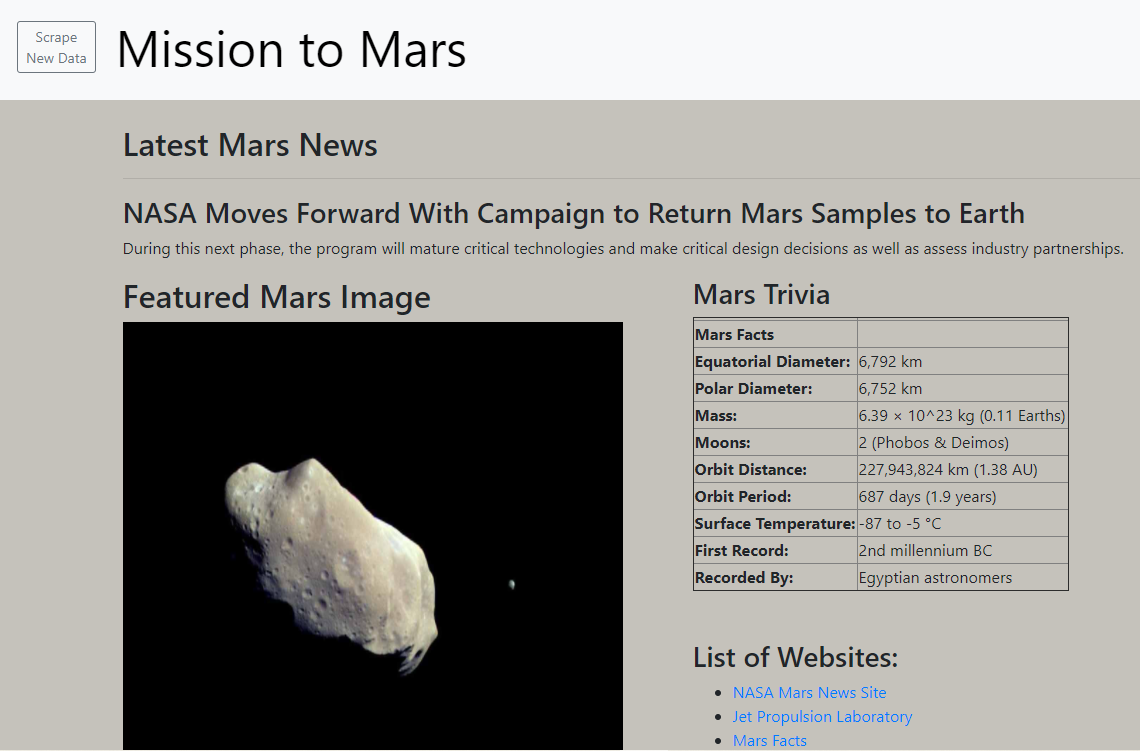 Scrape
New Data
Mission to Mars
Latest Mars News
NASA Moves Forward With Campaign to Return Mars Samples to Earth
During this next phase, the program will mature critical technologies and make critical design decisions as well as assess industry partnerships.
Featured Mars Image
Mars Trivia
Mars Facts
Equatorial Diameter: 6,792 km
Polar Diameter: 6,752 km
Mass: 6.39 × 10^23 kg (0.11 Earths)
Moons: 2 (Phobos & Deimos)
Orbit Distance: 227,943,824 km (1.38 AU)
Orbit Period: 687 days (1.9 years)
Surface Temperature: -87 to -5 °C
First Record: 2nd millennium BC
Recorded By: Egyptian astronomers
List of Websites:
NASA Mars News Site
Jet Propulsion Laboratory
Mars Facts